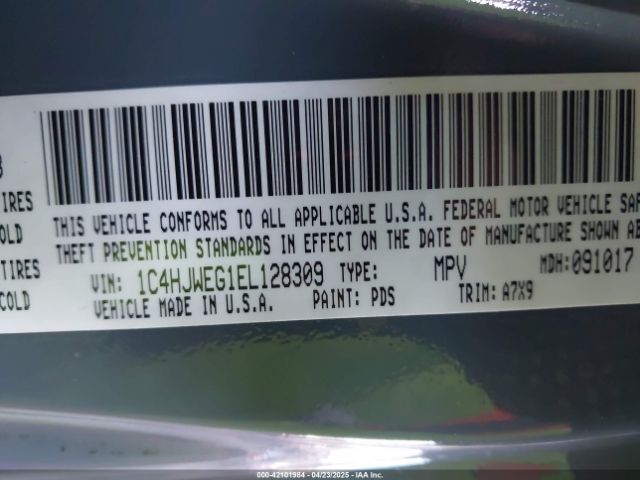 IRES
OLD
TIRES
COLD
THIS VEHICLE CONFORMS TO ALL APPLICABLE U.S.A. FEDERAL MOTOR VEHICLE SAF
THEFT PREVENTION STANDARDS IN EFFECT ON THE DATE OF MANUFACTURE SHOWN AB
VIN: 1C4HJWEG1EL128309 TYPE: MPV MDH:091017
VEHICLE MADE IN U.S.A. PAINT: PDS TRIM: A7X9
000-42101984 - 04/23/2025 - IAA Inc.